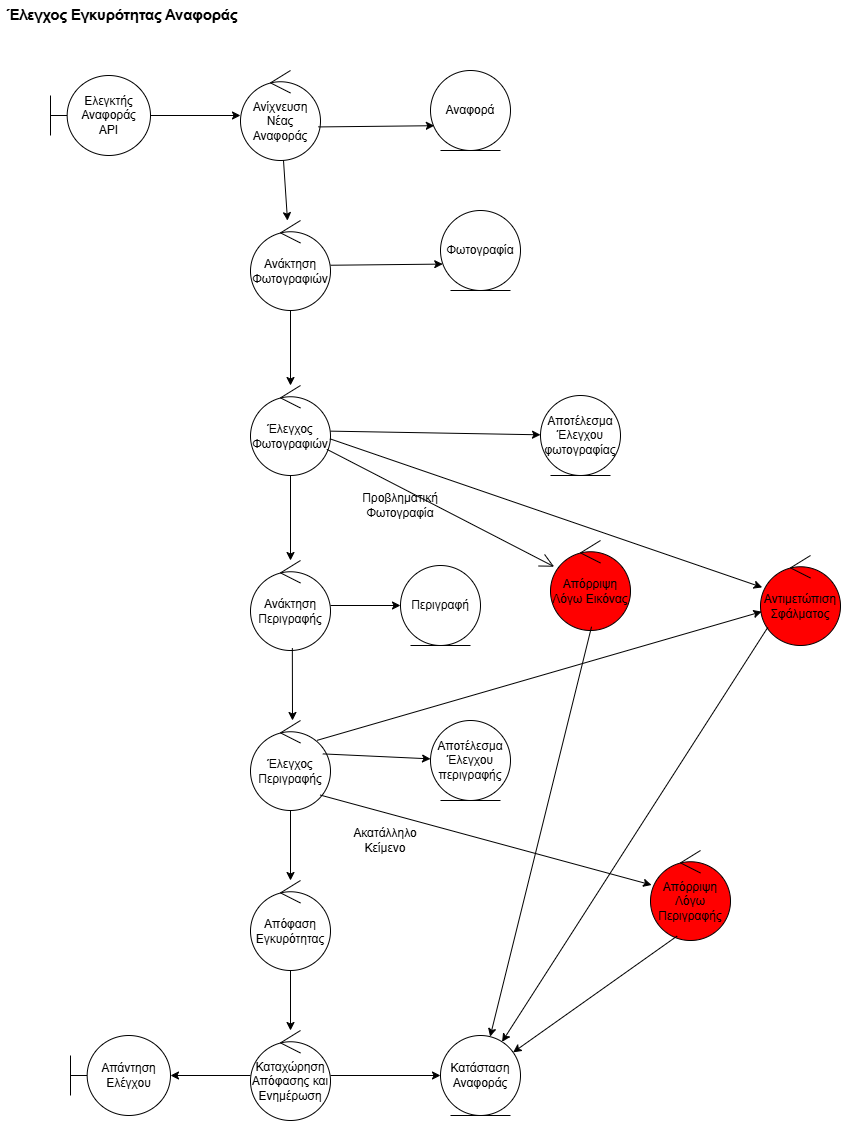 Έλεγχος Εγκυρότητας Αναφοράς
Ελεγκτής
Αναφοράς
API
Ανίχνευση
Νέας
Αναφοράς
Αναφορά
Ανάκτηση
Φωτογραφιών
Φωτογραφία
Έλεγχος
Φωτογραφιών
Αποτέλεσμα
Έλεγχου
φωτογραφίας
Προβληματική
Φωτογραφία
Ανάκτηση
Περιγραφής
Περιγραφή
Απόρριψη
Λόγω Εικόνας
Αντιμετώπιση
Σφάλματος
Έλεγχος
Περιγραφής
Αποτέλεσμα
Έλεγχου
περιγραφής
Ακατάλληλο
Κείμενο
Απόρριψη
Λόγω
Περιγραφής
Απόφαση
Εγκυρότητας
Απάντηση
Ελέγχου
Καταχώρηση
Απόφασης και
Ενημέρωση
Κατάσταση
Αναφοράς